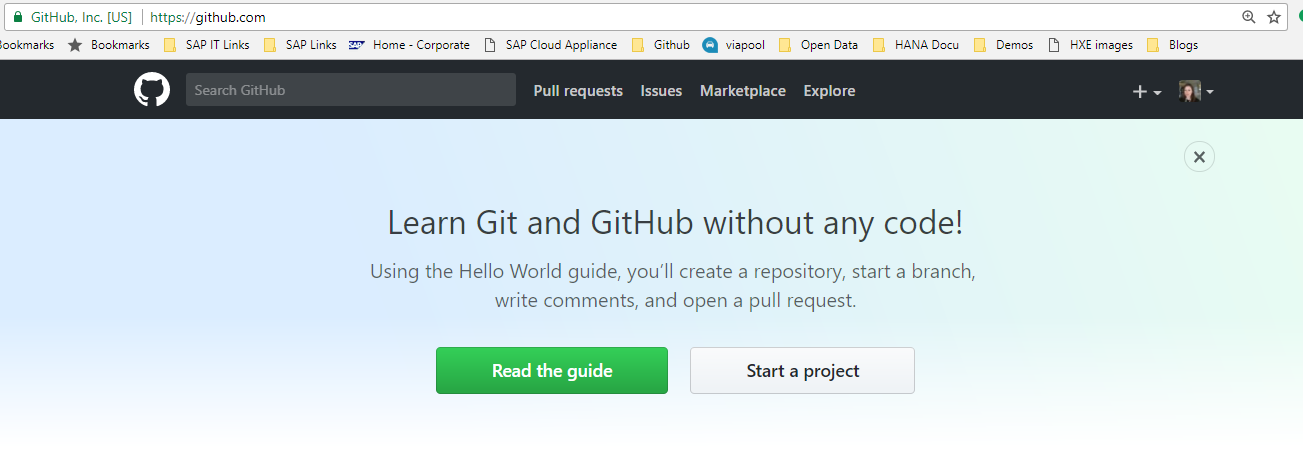 GitHub, Inc. [US] https://github.com
Bookmarks Bookmarks SAP IT Links SAP Links SAP Home - Corporate SAP Cloud Appliance Github viapool Open Data HANA Docu Demos HXE images Blogs
Search GitHub Pull requests Issues Marketplace Explore
Learn Git and GitHub without any code!
Using the Hello World guide, you’ll create a repository, start a branch,
write comments, and open a pull request.
Read the guide Start a project